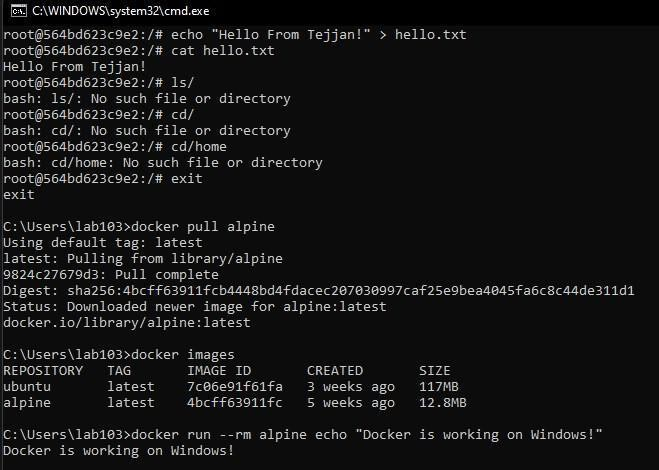 C:\WINDOWS\system32\cmd.exe
root@564bd623c9e2:/# echo "Hello From Tejjan!" > hello.txt
root@564bd623c9e2:/# cat hello.txt
Hello From Tejjan!
root@564bd623c9e2:/# ls/
bash: ls/: No such file or directory
root@564bd623c9e2:/# cd/
bash: cd/: No such file or directory
root@564bd623c9e2:/# cd/home
bash: cd/home: No such file or directory
root@564bd623c9e2:/# exit
exit
C:\Users\lab103>docker pull alpine
Using default tag: latest
latest: Pulling from library/alpine
9824c27679d3: Pull complete
Digest: sha256:4bcff63911fcb4448bd4fdacec207030997caf25e9bea4045fa6c8c44de311d1
Status: Downloaded newer image for alpine:latest
docker.io/library/alpine:latest
C:\Users\lab103>docker images
REPOSITORY   TAG       IMAGE ID       CREATED       SIZE
ubuntu       latest    7c06e91f61fa   3 weeks ago   117MB
alpine       latest    4bcff63911fc   5 weeks ago   12.8MB
C:\Users\lab103>docker run --rm alpine echo "Docker is working on Windows!"
Docker is working on Windows!